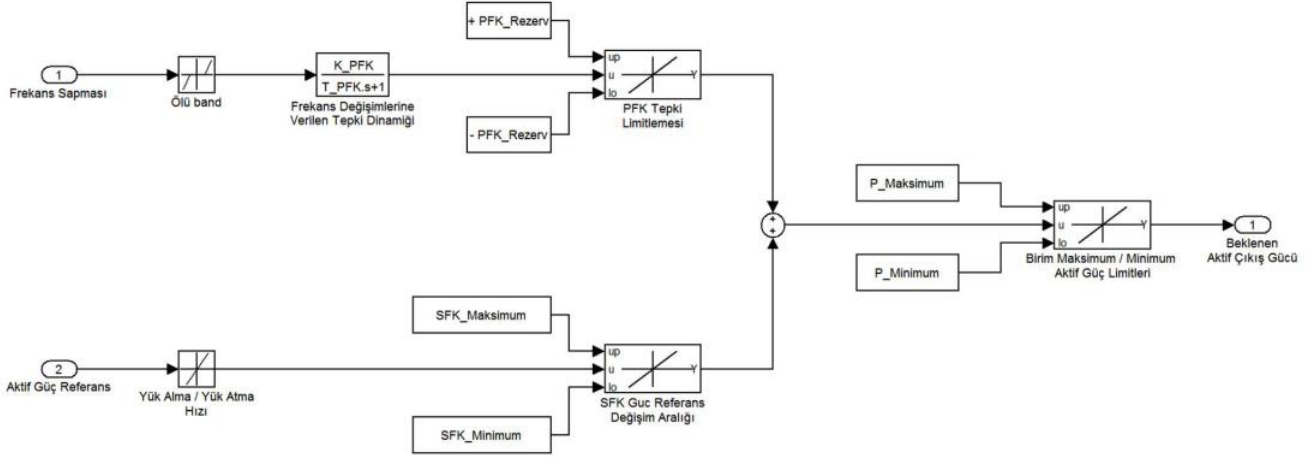 + PFK_Rezerv
up
u
lo
Y
1
Frekans Sapması
Ölü band
K_PFK
T_PFK.s+1
Frekans Değişimlerine
Verilen Tepki Dinamiği
PFK Tepki
Limitlemesi
- PFK_Rezerv
P_Maksimum
up
u
lo
Y
+
+
1
Beklenen
Aktif Çıkış Gücü
Birim Maksimum / Minimum
Aktif Güç Limitleri
P_Minimum
SFK_Maksimum
up
u
lo
Y
2
Aktif Güç Referans
Yük Alma / Yük Atma
Hızı
SFK Guc Referans
Değişim Aralığı
SFK_Minimum